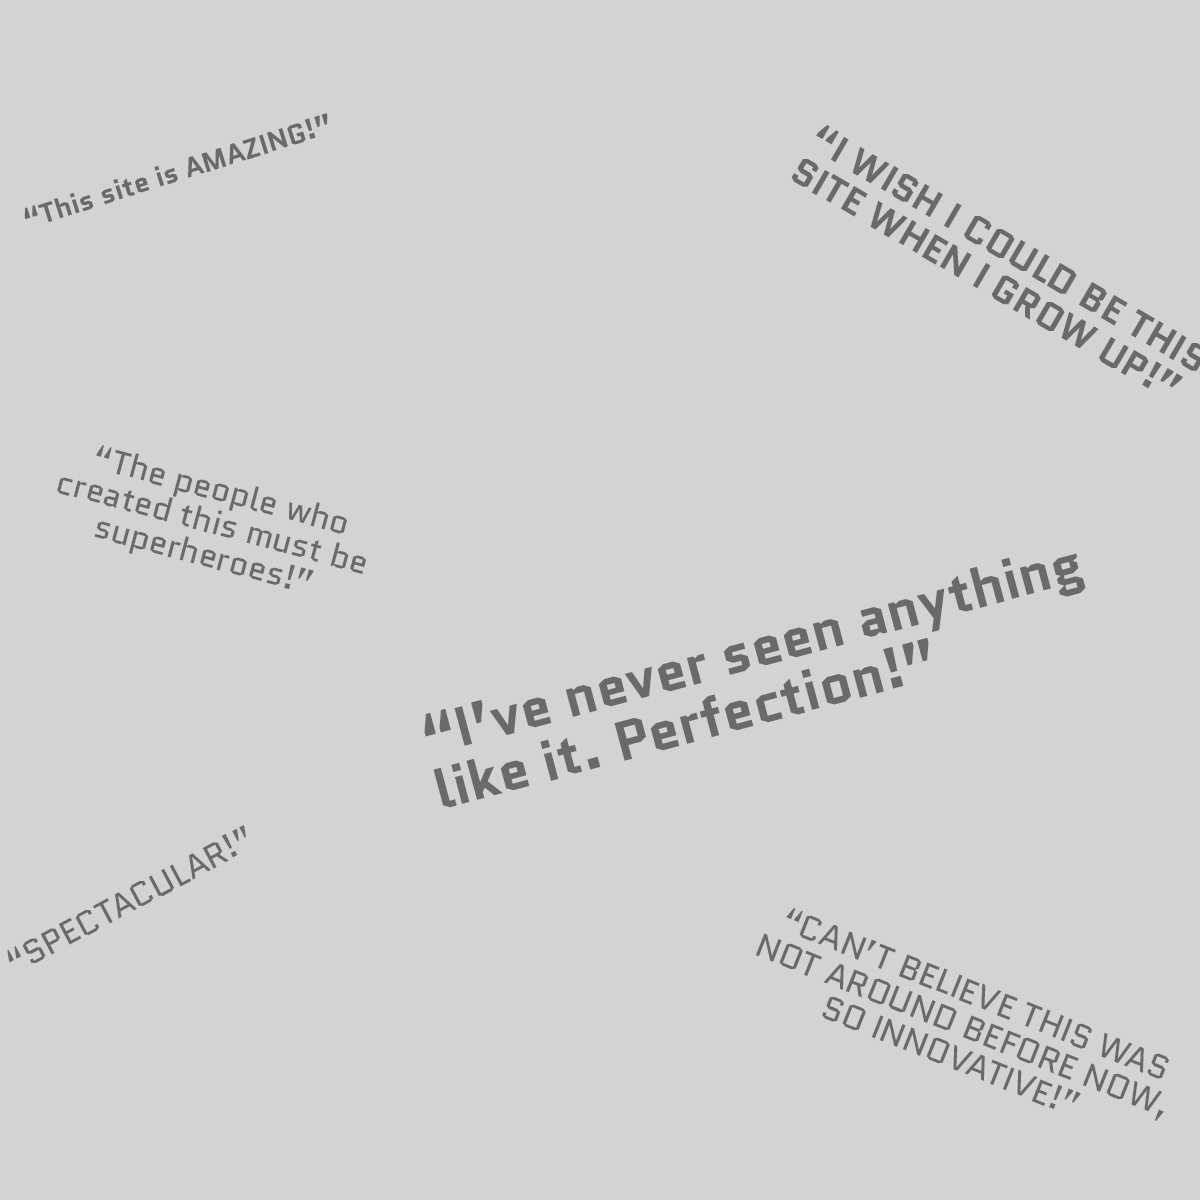 “This site is AMAZING!”
“I WISH I COULD BE THIS
SITE WHEN I GROW UP!”
“The people who
created this must be
superheroes!”
“I've never seen anything
like it. Perfection!”
“SPECTACULAR!”
“CAN’T BELIEVE THIS WAS
NOT AROUND BEFORE NOW,
SO INNOVATIVE!”